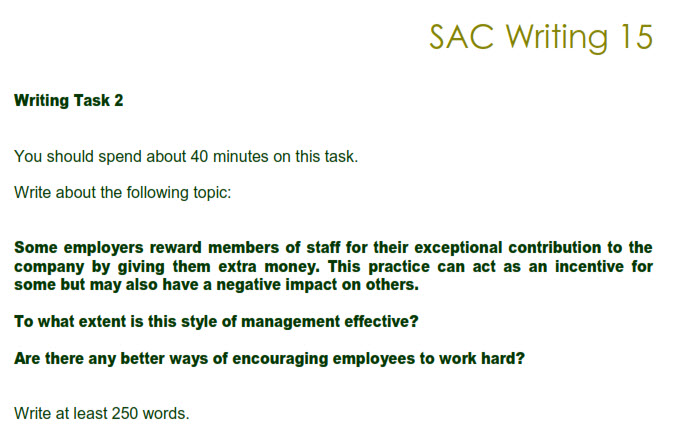 SAC Writing 15
Writing Task 2
You should spend about 40 minutes on this task.
Write about the following topic:
Some employers reward members of staff for their exceptional contribution to the
company by giving them extra money. This practice can act as an incentive for
some but may also have a negative impact on others.
To what extent is this style of management effective?
Are there any better ways of encouraging employees to work hard?
Write at least 250 words.